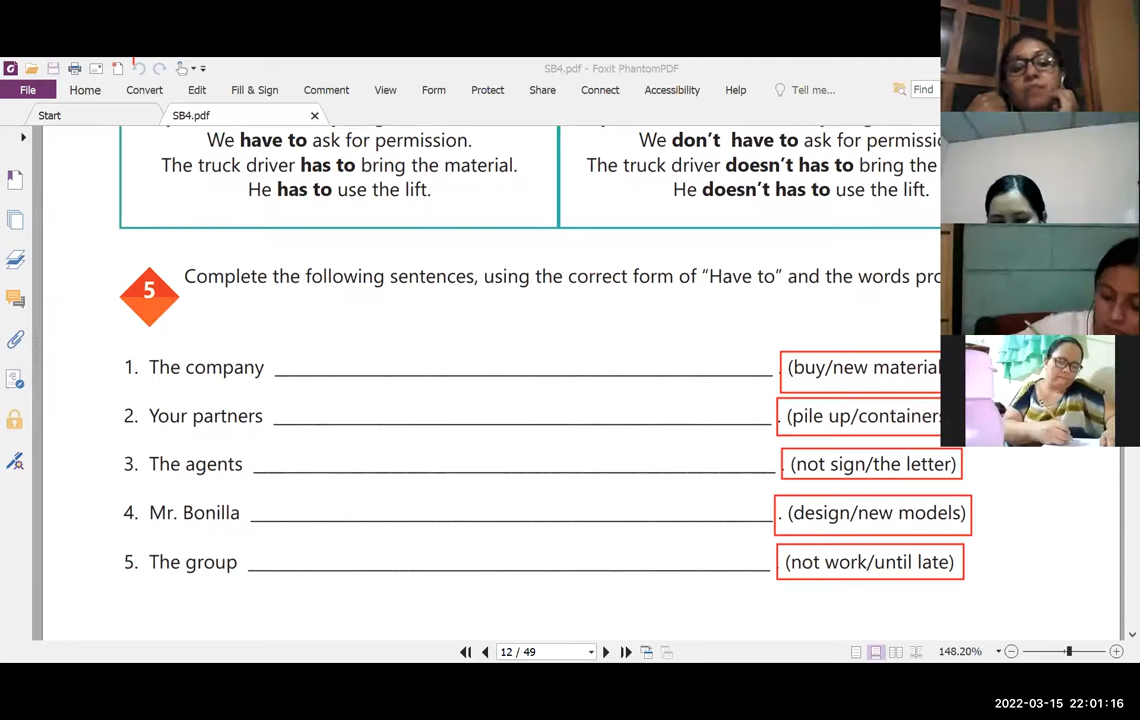 SB4.pdf - Foxit PhantomPDF
File Home Convert Edit Fill & Sign Comment View Form Protect Share Connect Accessibility Help Tell me... Find
Start SB4.pdf
We have to ask for permission.
The truck driver has to bring the material.
He has to use the lift.
We don't have to ask for
The truck driver doesn't has to bring the
He doesn't has to use the lift.
5 Complete the following sentences, using the correct form of "Have to" and the words
1. The company . (buy/new material
2. Your partners . (pile up/container
3. The agents . (not sign/the letter)
4. Mr. Bonilla . (design/new models)
5. The group . (not work/until late)
12 / 49
148.20%
2022-03-15 22:01:16